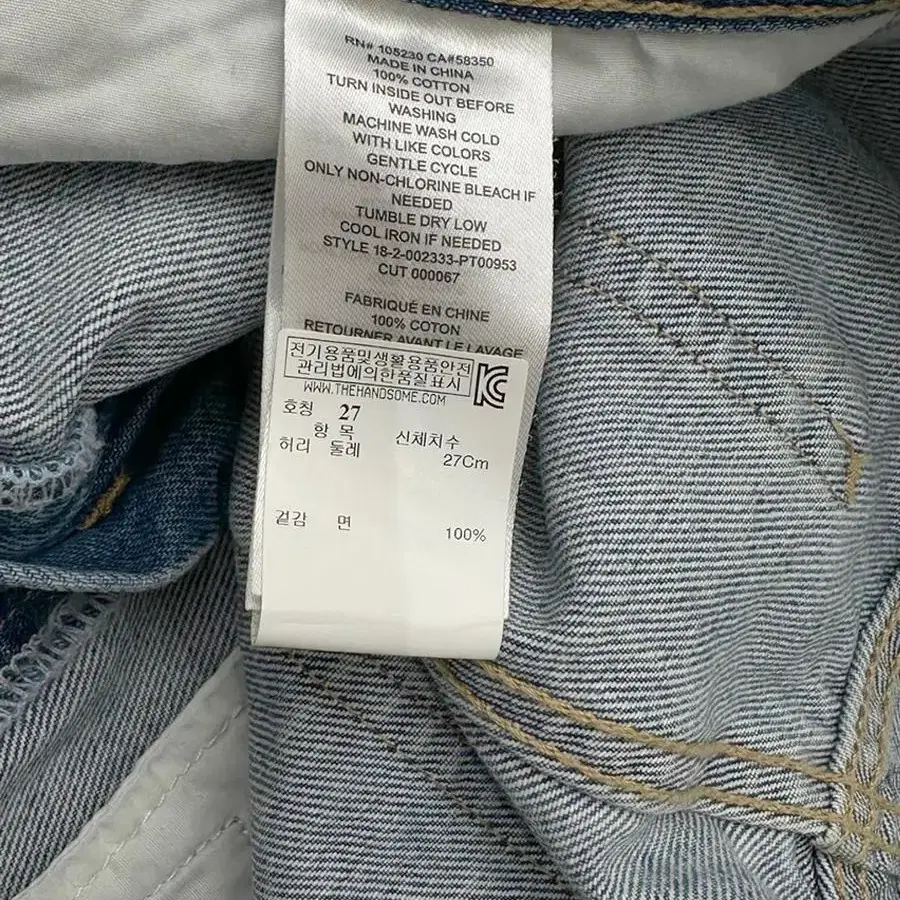 RN# 105230 CA#58350
MADE IN CHINA
100% COTTON
TURN INSIDE OUT BEFORE
WASHING
MACHINE WASH COLD
WITH LIKE COLORS
GENTLE CYCLE
ONLY NON-CHLORINE BLEACH IF
NEEDED
TUMBLE DRY LOW
COOL IRON IF NEEDED
STYLE 18-2-002333-PT00953
CUT 000067
FABRIQUÉ EN CHINE
100% COTON
RETOURNER AVANT LE LAVAGE
전기용품및생활용품안전
관리법에의한품질표시
WWW.THEHANDSOME.COM
호칭 27
항 목 신체치수
허리 둘레 27Cm
겉감 면 100%